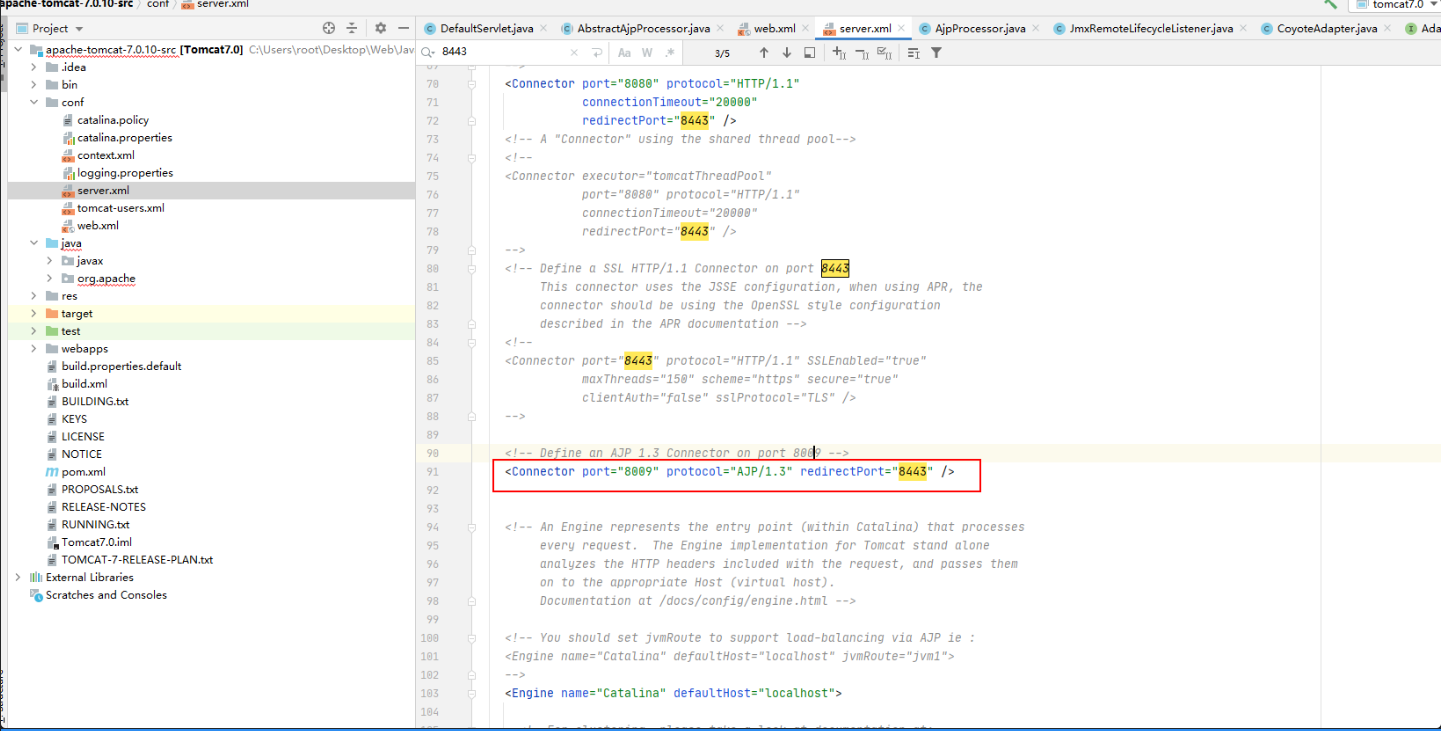 apache-tomcat-7.0.10-src conf server.xml tomcat7.0
Project DefaultServlet.java AbstractAjpProcessor.java web.xml server.xml AjpProcessor.java JmxRemoteLifecycleListener.java CoyoteAdapter.java Ada
8443 Aa W .* 3/5
apache-tomcat-7.0.10-src [Tomcat7.0] C:\Users\root\Desktop\Web\Jav
.idea
bin
conf
catalina.policy
catalina.properties
context.xml
logging.properties
server.xml
tomcat-users.xml
web.xml
java
javax
org.apache
res
target
test
webapps
build.properties.default
build.xml
BUILDING.txt
KEYS
LICENSE
NOTICE
pom.xml
PROPOSALS.txt
RELEASE-NOTES
RUNNING.txt
Tomcat7.0.iml
TOMCAT-7-RELEASE-PLAN.txt
External Libraries
Scratches and Consoles
70 <Connector port="8080" protocol="HTTP/1.1"
71 connectionTimeout="20000"
72 redirectPort="8443" />
73 <!-- A "Connector" using the shared thread pool-->
74 <!--
75 <Connector executor="tomcatThreadPool"
76 port="8080" protocol="HTTP/1.1"
77 connectionTimeout="20000"
78 redirectPort="8443" />
79 -->
80 <!-- Define a SSL HTTP/1.1 Connector on port 8443
81 This connector uses the JSSE configuration, when using APR, the
82 connector should be using the OpenSSL style configuration
83 described in the APR documentation -->
84 <!--
85 <Connector port="8443" protocol="HTTP/1.1" SSLEnabled="true"
86 maxThreads="150" scheme="https" secure="true"
87 clientAuth="false" sslProtocol="TLS" />
88 -->
89
90 <!-- Define an AJP 1.3 Connector on port 8009 -->
91 <Connector port="8009" protocol="AJP/1.3" redirectPort="8443" />
92
93
94 <!-- An Engine represents the entry point (within Catalina) that processes
95 every request. The Engine implementation for Tomcat stand alone
96 analyzes the HTTP headers included with the request, and passes them
97 on to the appropriate Host (virtual host).
98 Documentation at /docs/config/engine.html -->
99
100 <!-- You should set jvmRoute to support load-balancing via AJP ie :
101 <Engine name="Catalina" defaultHost="localhost" jvmRoute="jvm1">
102 -->
103 <Engine name="Catalina" defaultHost="localhost">
104